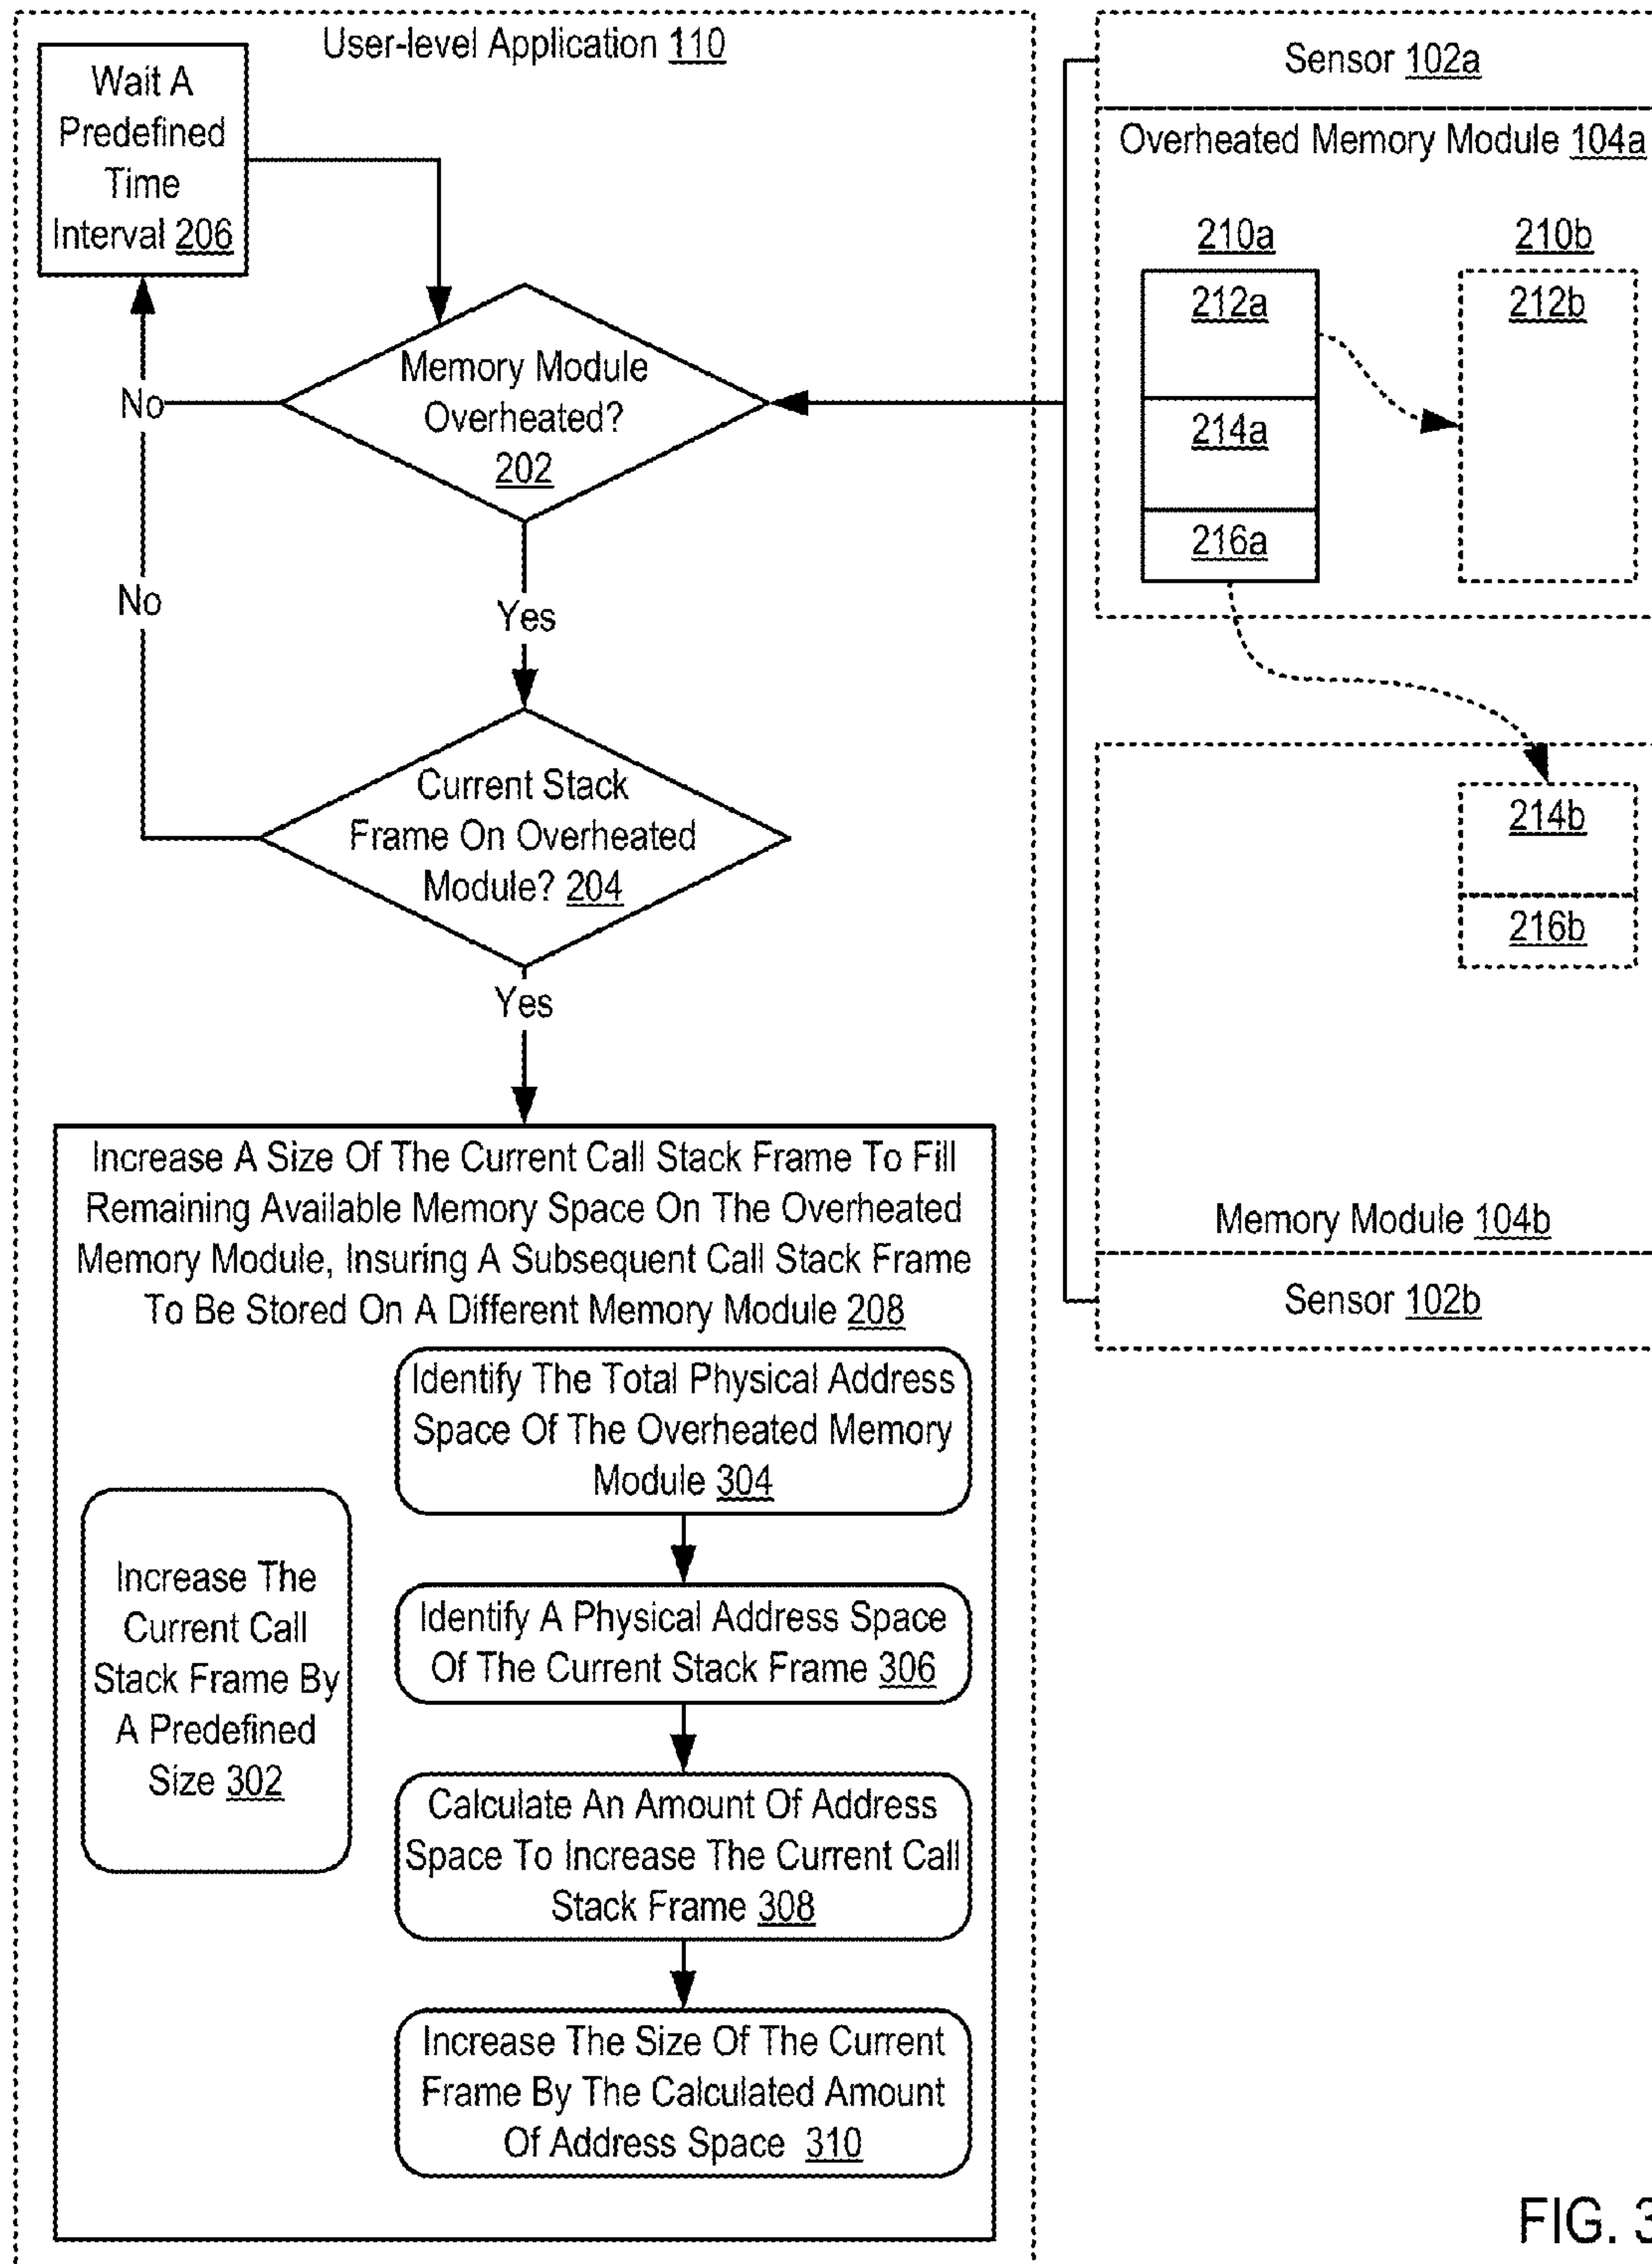 User-level Application 110
Wait A
Predefined
Time
Interval 206
Memory Module
Overheated?
202
No
No
Yes
Current Stack
Frame On Overheated
Module? 204
Yes
Increase A Size Of The Current Call Stack Frame To Fill
Remaining Available Memory Space On The Overheated
Memory Module, Insuring A Subsequent Call Stack Frame
To Be Stored On A Different Memory Module 208
Increase The
Current Call
Stack Frame By
A Predefined
Size 302
Identify The Total Physical Address
Space Of The Overheated Memory
Module 304
Identify A Physical Address Space
Of The Current Stack Frame 306
Calculate An Amount Of Address
Space To Increase The Current Call
Stack Frame 308
Increase The Size Of The Current
Frame By The Calculated Amount
Of Address Space 310
Sensor 102a
Overheated Memory Module 104a
210a
210b
212a
212b
214a
216a
214b
216b
Memory Module 104b
Sensor 102b
FIG. 3